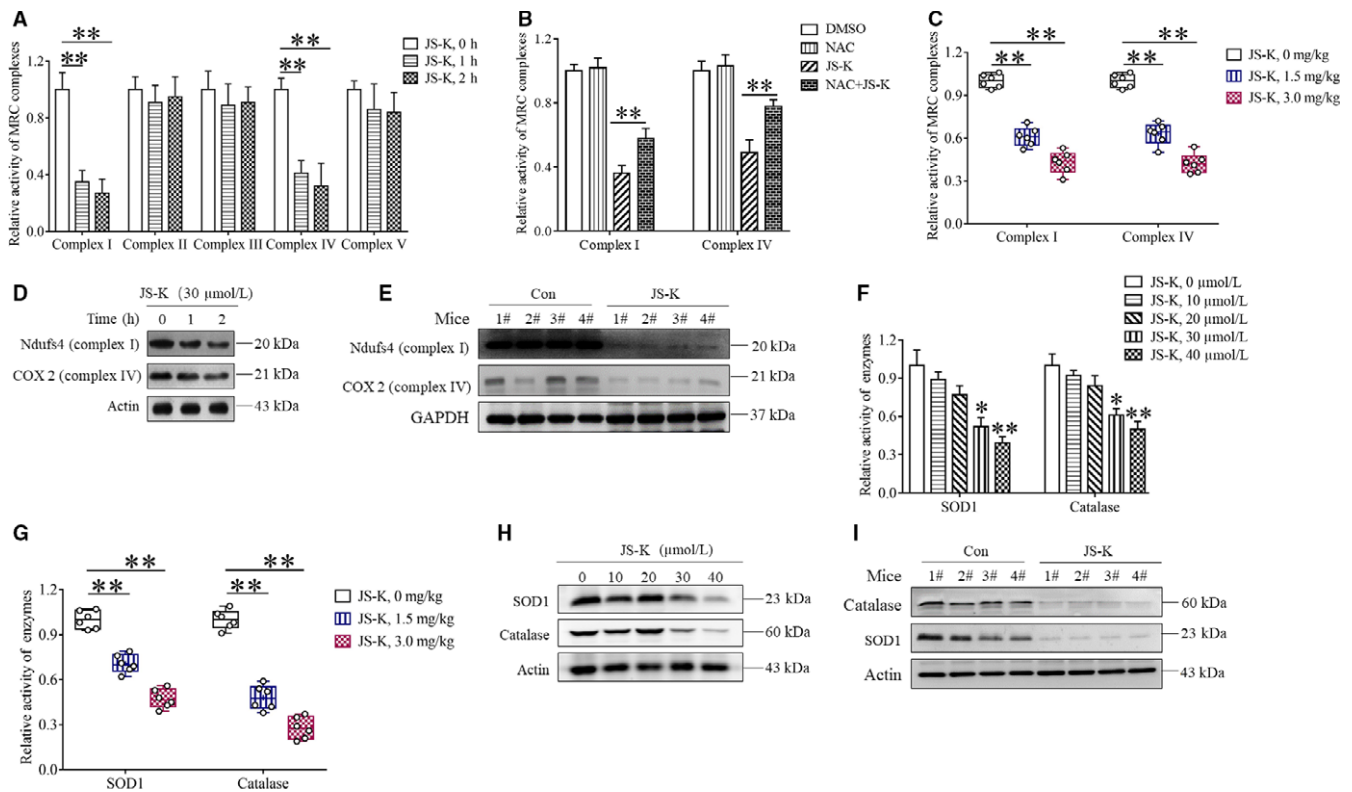 A
Relative activity of MRC complexes
1.2
0.8
0.4
0.0
** ** ** **
JS-K, 0 h
JS-K, 1 h
JS-K, 2 h
Complex I Complex II Complex III Complex IV Complex V
B
Relative activity of MRC complexes
1.2
0.8
0.4
0.0
** **
DMSO
NAC
JS-K
NAC+JS-K
Complex I Complex IV
C
Relative activity of MRC complexes
1.2
0.9
0.6
0.3
0.0
** ** ** **
JS-K, 0 mg/kg
JS-K, 1.5 mg/kg
JS-K, 3.0 mg/kg
Complex I Complex IV
D
JS-K (30 µmol/L)
Time (h) 0 1 2
Ndufs4 (complex I) 20 kDa
COX 2 (complex IV) 21 kDa
Actin 43 kDa
E
Con JS-K
Mice 1# 2# 3# 4# 1# 2# 3# 4#
Ndufs4 (complex I) 20 kDa
COX 2 (complex IV) 21 kDa
GAPDH 37 kDa
F
Relative activity of enzymes
1.2
0.9
0.6
0.3
0.0
* ** * **
JS-K, 0 µmol/L
JS-K, 10 µmol/L
JS-K, 20 µmol/L
JS-K, 30 µmol/L
JS-K, 40 µmol/L
SOD1 Catalase
G
Relative activity of enzymes
1.2
0.9
0.6
0.3
0.0
** ** ** **
JS-K, 0 mg/kg
JS-K, 1.5 mg/kg
JS-K, 3.0 mg/kg
SOD1 Catalase
H
JS-K (µmol/L)
0 10 20 30 40
SOD1 23 kDa
Catalase 60 kDa
Actin 43 kDa
I
Con JS-K
Mice 1# 2# 3# 4# 1# 2# 3# 4#
Catalase 60 kDa
SOD1 23 kDa
Actin 43 kDa